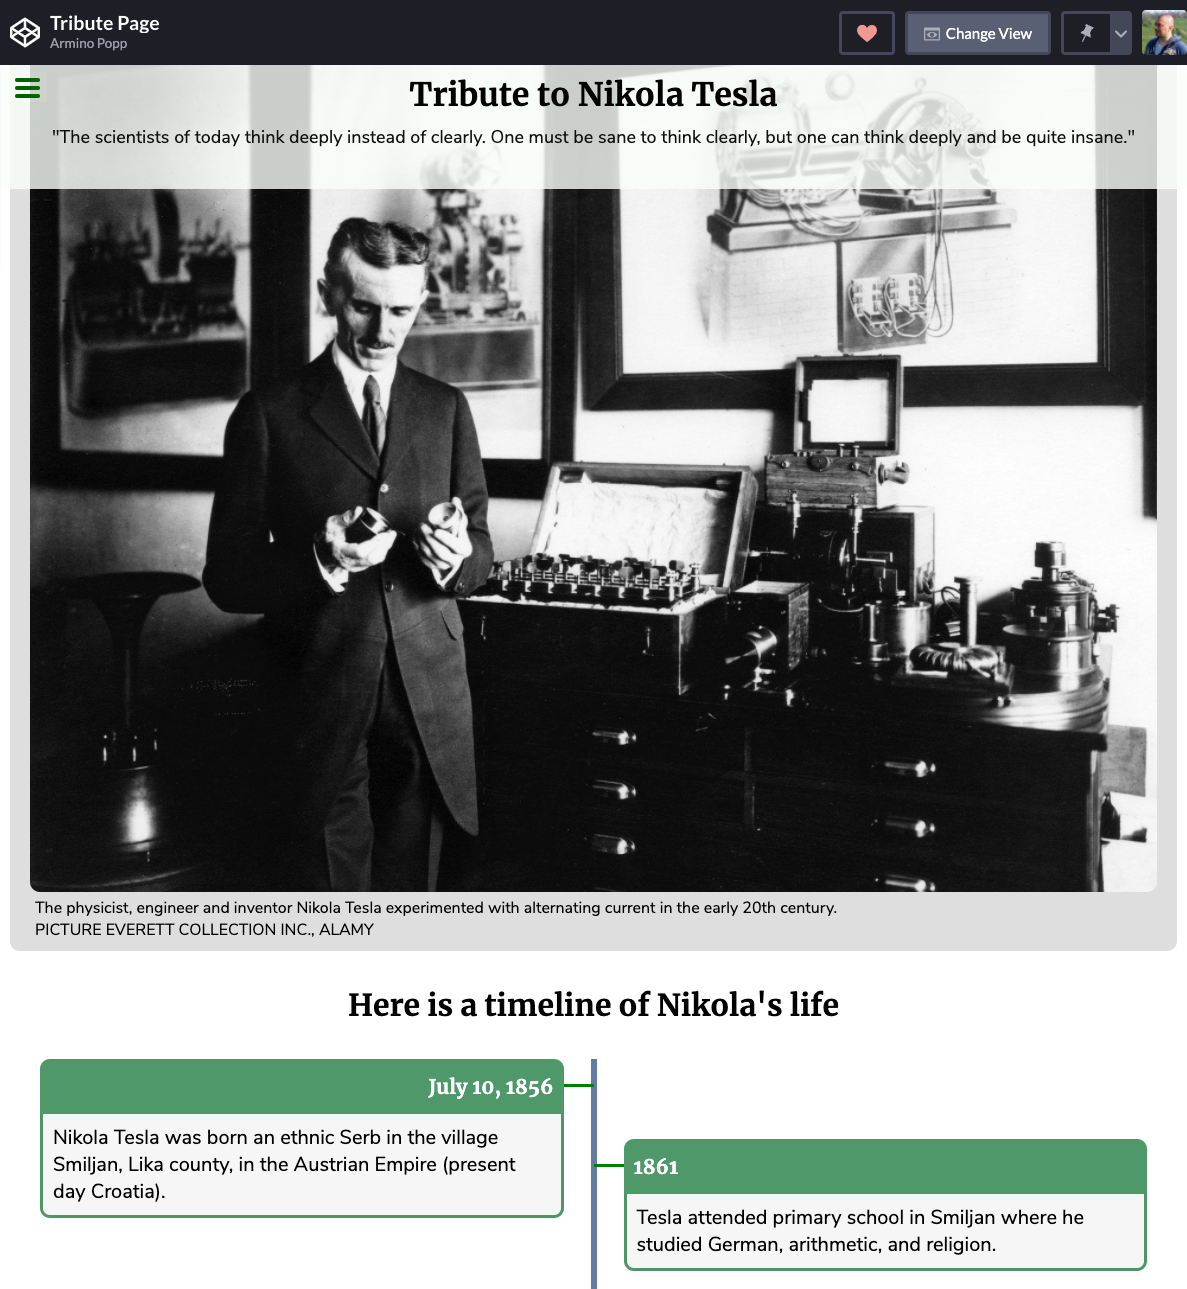 Tribute Page
Armino Popp
Change View
Tribute to Nikola Tesla
"The scientists of today think deeply instead of clearly. One must be sane to think clearly, but one can think deeply and be quite insane."
The physicist, engineer and inventor Nikola Tesla experimented with alternating current in the early 20th century.
PICTURE EVERETT COLLECTION INC., ALAMY
Here is a timeline of Nikola's life
July 10, 1856
Nikola Tesla was born an ethnic Serb in the village
Smiljan, Lika county, in the Austrian Empire (present
day Croatia).
1861
Tesla attended primary school in Smiljan where he
studied German, arithmetic, and religion.